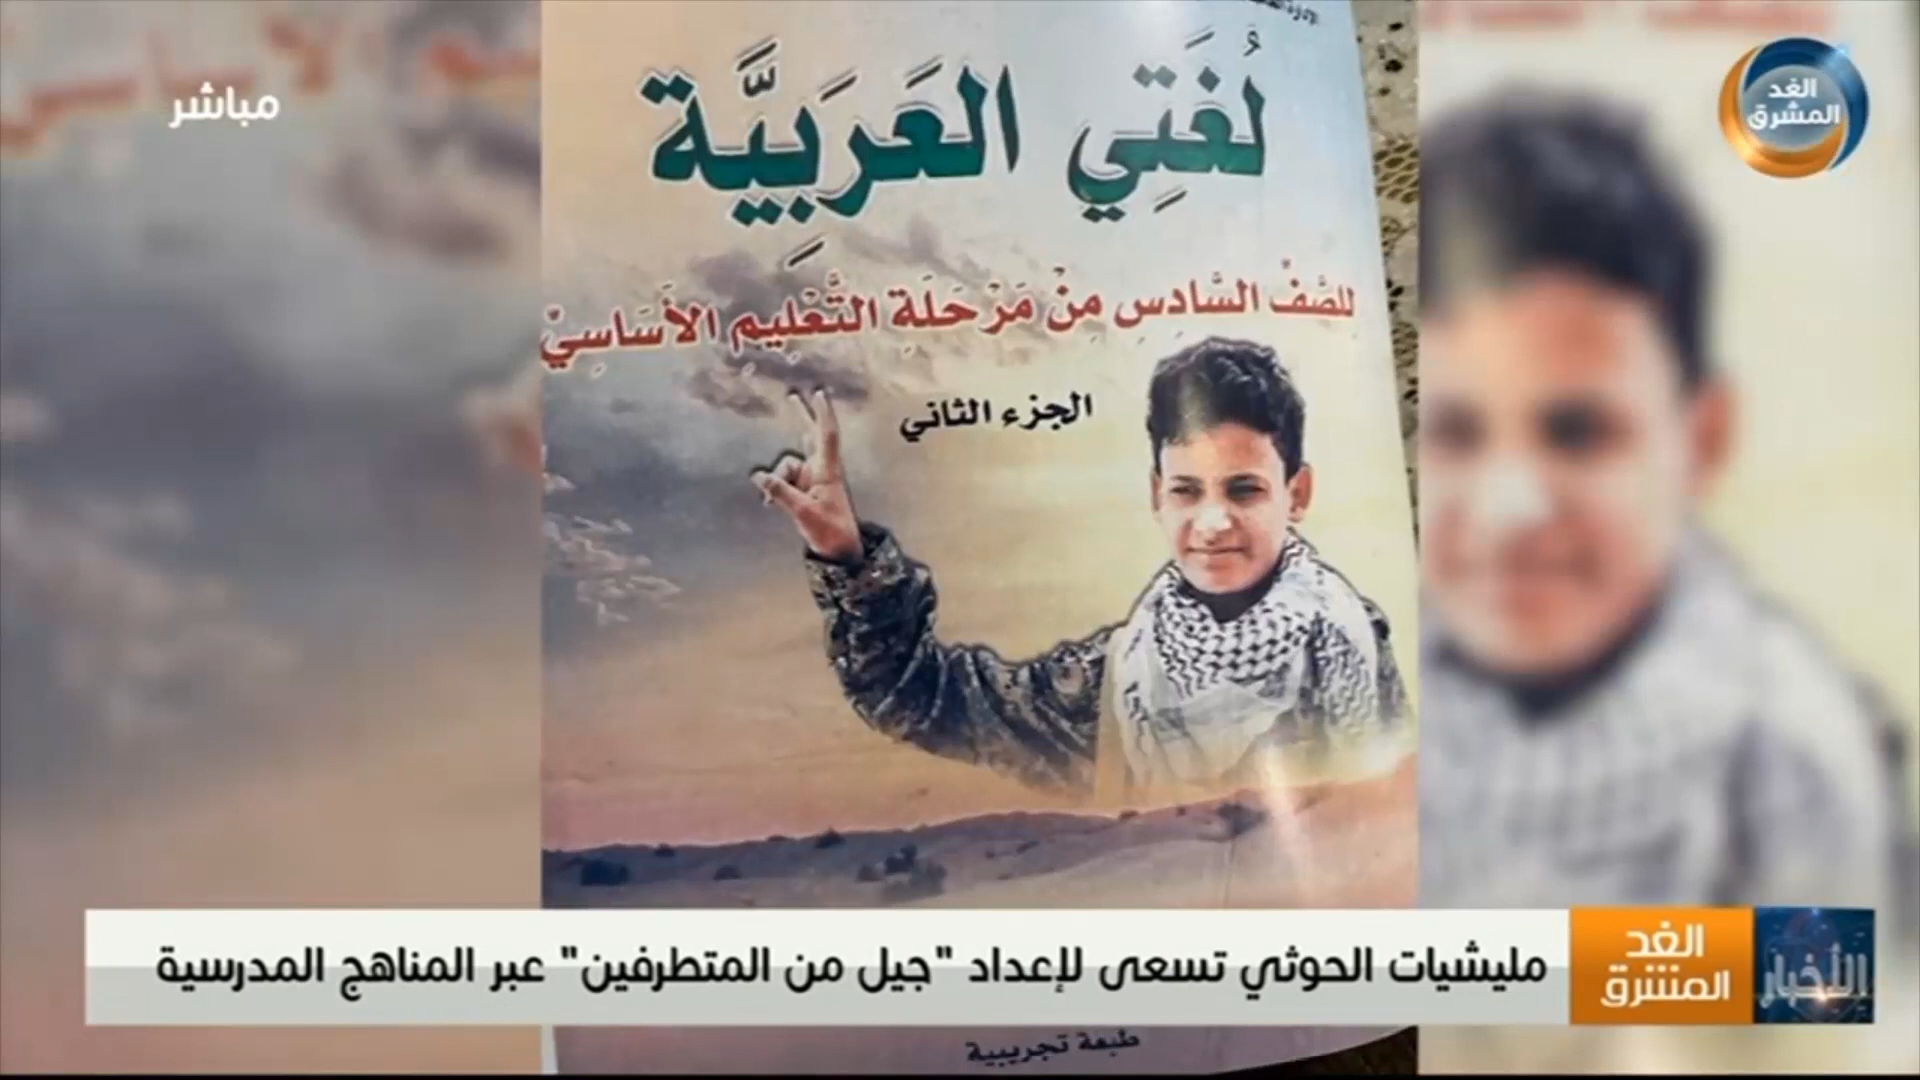 مباشر
الغد
المشرق
لُغَتِي العَرَبِيَّة
لِلصَّفِّ السَّادِسِ مِنْ مَرْحَلَةِ التَّعْلِيمِ الأَسَاسِيِّ
الجزء الثاني
مليشيات الحوثي تسعى لإعداد "جيل من المتطرفين" عبر المناهج المدرسية
الغد
المشرق
الأخبار
طبعة تجريبية